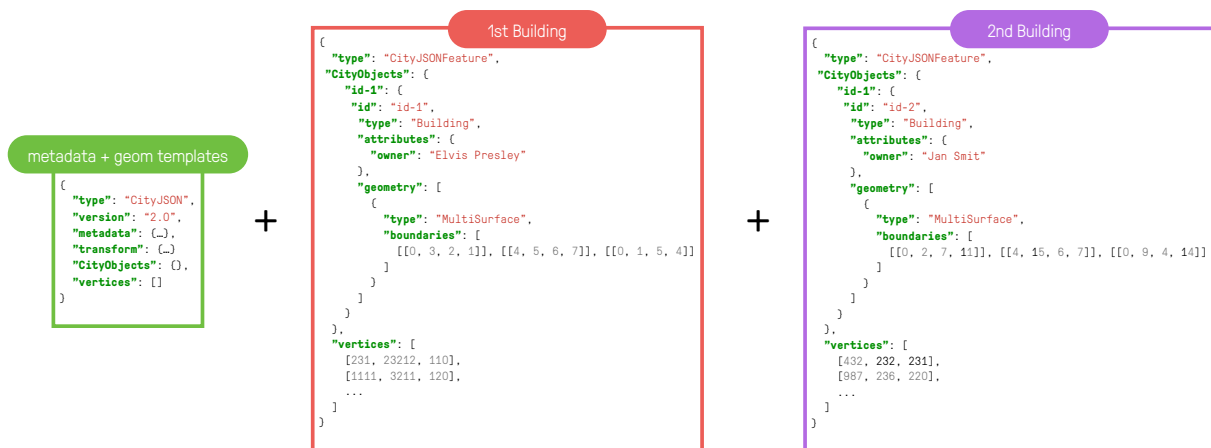 metadata + geom templates
{
"type": “CityJSON”,
"version": “2.0”,
"metadata": {…},
"transform": {…}
"CityObjects": {},
"vertices": []
}
+
1st Building
{
"type": “CityJSONFeature”,
"CityObjects": {
"id-1": {
"id": “id-1”,
"type": “Building”,
"attributes": {
"owner": “Elvis Presley”
},
"geometry": [
{
"type": “MultiSurface”,
"boundaries": [
[[0, 3, 2, 1]], [[4, 5, 6, 7]], [[0, 1, 5, 4]]
]
}
]
}
},
"vertices": [
[231, 23212, 110],
[1111, 3211, 120],
...
]
}
+
2nd Building
{
"type": “CityJSONFeature”,
"CityObjects": {
"id-1": {
"id": “id-2”,
"type": “Building”,
"attributes": {
"owner": “Jan Smit”
},
"geometry": [
{
"type": “MultiSurface”,
"boundaries": [
[[0, 2, 7, 11]], [[4, 15, 6, 7]], [[0, 9, 4, 14]]
]
}
]
}
},
"vertices": [
[432, 232, 231],
[987, 236, 220],
...
]
}